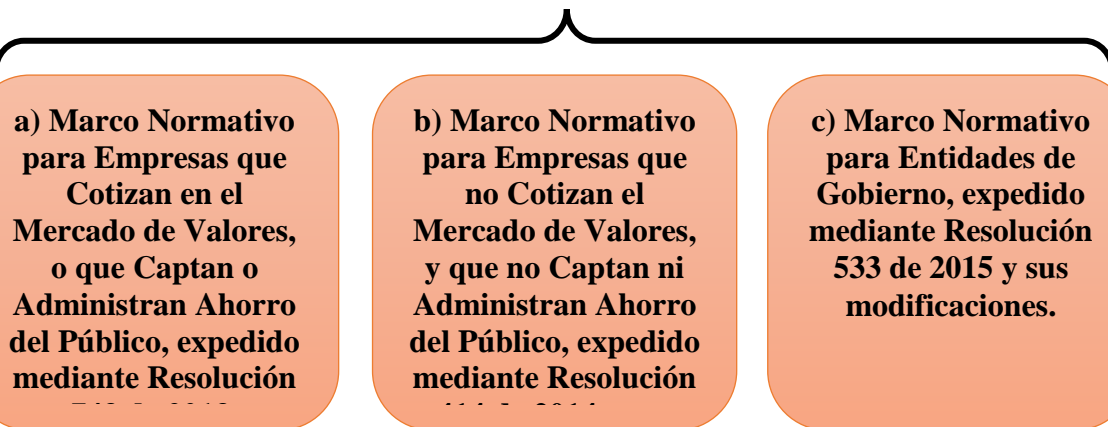 a) Marco Normativo
para Empresas que
Cotizan en el
Mercado de Valores,
o que Captan o
Administran Ahorro
del Público, expedido
mediante Resolución
b) Marco Normativo
para Empresas que
no Cotizan el
Mercado de Valores,
y que no Captan ni
Administran Ahorro
del Público, expedido
mediante Resolución
c) Marco Normativo
para Entidades de
Gobierno, expedido
mediante Resolución
533 de 2015 y sus
modificaciones.